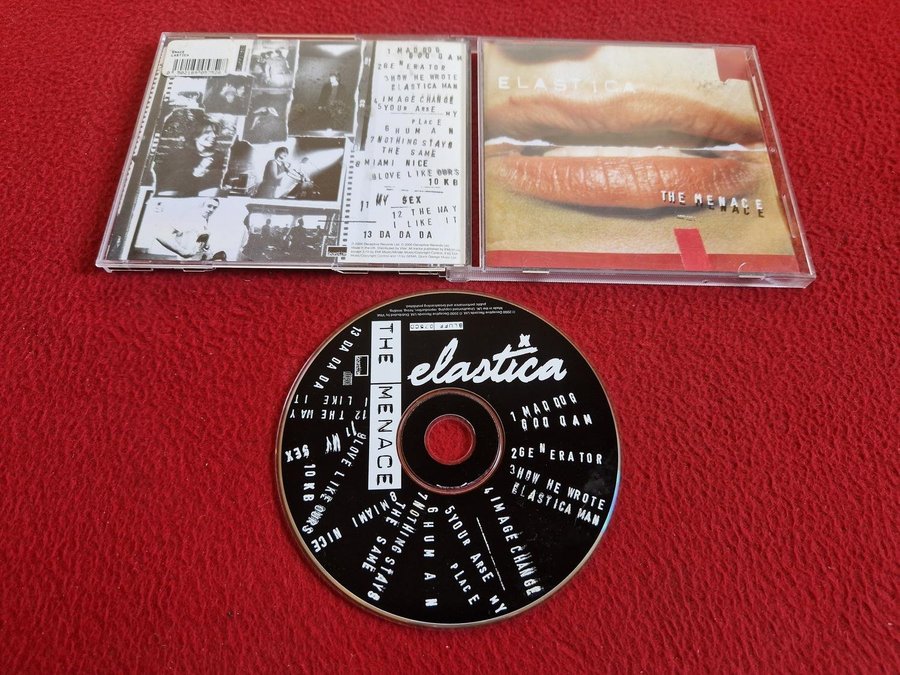 ENACE
LASTICA
1 MAD DOG
GOD DAM
2 GENERATOR
3 HOW HE WROTE
ELASTICA MAN
4 IMAGE CHANGE
5 YOUR ARSE MY
PLACE
6 HUMAN
7 NOTHING STAYS
THE SAME
8 MIAMI NICE
9 LOVE LIKE OURS
10 KB
11 MY SEX
12 THE WAY
I LIKE IT
13 DA DA DA
ELASTICA
THE MENACE
MENACE
BLUFF 075CD
elastica
THE MENACE
1 MAD DOG
GOD DAM
2 GENERATOR
3 HOW HE WROTE
ELASTICA MAN
4 IMAGE CHANGE
5 YOUR ARSE MY
PLACE
6 HUMAN
7 NOTHING STAYS
THE SAME
8 MIAMI NICE
9 LOVE LIKE OURS
10 KB
11 MY SEX
12 THE WAY
I LIKE IT
13 DA DA DA